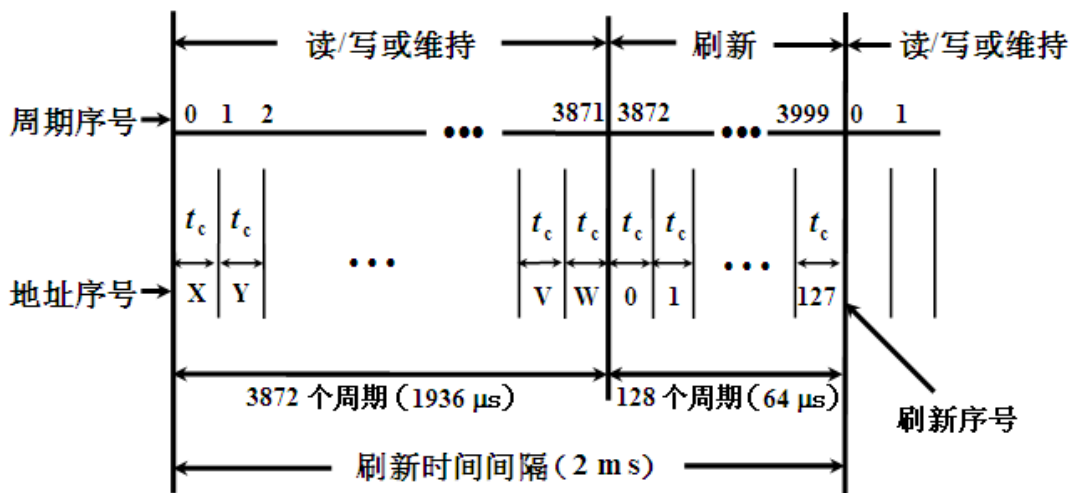 读/写或维持 刷新 读/写或维持
周期序号 0 1 2 ••• 3871 3872 ••• 3999 0 1
tc tc tc tc tc tc tc
••• •••
地址序号 X Y V W 0 1 127
3872 个周期(1936 μs) 128 个周期(64 μs)
刷新序号
刷新时间间隔(2 ms)